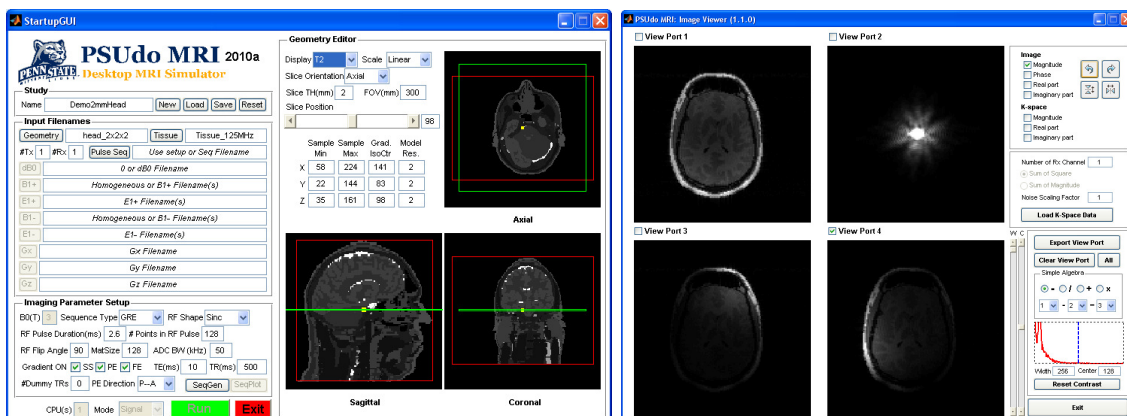 StartupGUI
PENNSTATE
PSUdo MRI 2010a
Desktop MRI Simulator
Study
Name Demo2mmHead New Load Save Reset
Input Filenames
Geometry head_2x2x2 Tissue Tissue_125MHz
#Tx 1 #Rx 1 Pulse Seq Use setup or Seq Filename
dB0 0 or dB0 Filename
B1+ Homogeneous or B1+ Filename(s)
E1+ E1+ Filename(s)
B1- Homogeneous or B1- Filename(s)
E1- E1- Filename(s)
Gx Gx Filename
Gy Gy Filename
Gz Gz Filename
Imaging Parameter Setup
B0(T) 3 Sequence Type GRE RF Shape Sinc
RF Pulse Duration(ms) 2.6 # Points in RF Pulse 128
RF Flip Angle 90 MatSize 128 ADC BW (kHz) 50
Gradient ON SS PE FE TE(ms) 10 TR(ms) 500
#Dummy TRs 0 PE Direction P--A SeqGen SeqPlot
CPU(s) 1 Mode Signal Run Exit
Geometry Editor
Display T2 Scale Linear
Slice Orientation Axial
Slice TH(mm) 2 FOV(mm) 300
Slice Position
98
Sample Min Sample Max Grad. IsoCtr Model Res.
X 58 224 141 2
Y 22 144 83 2
Z 35 161 98 2
Axial
Sagittal
Coronal
PSUdo MRI: Image Viewer (1.1.0)
View Port 1
View Port 2
View Port 3
View Port 4
Image
Magnitude
Phase
Real part
Imaginary part
K-space
Magnitude
Real part
Imaginary part
Number of Rx Channel 1
Sum of Square
Sum of Magnitude
Noise Scaling Factor 1
Load K-Space Data
W C
Export View Port
Clear View Port All
Simple Algebra
- / + x
1 - 2 = 3
Width 256 Center 128
Reset Contrast
Exit